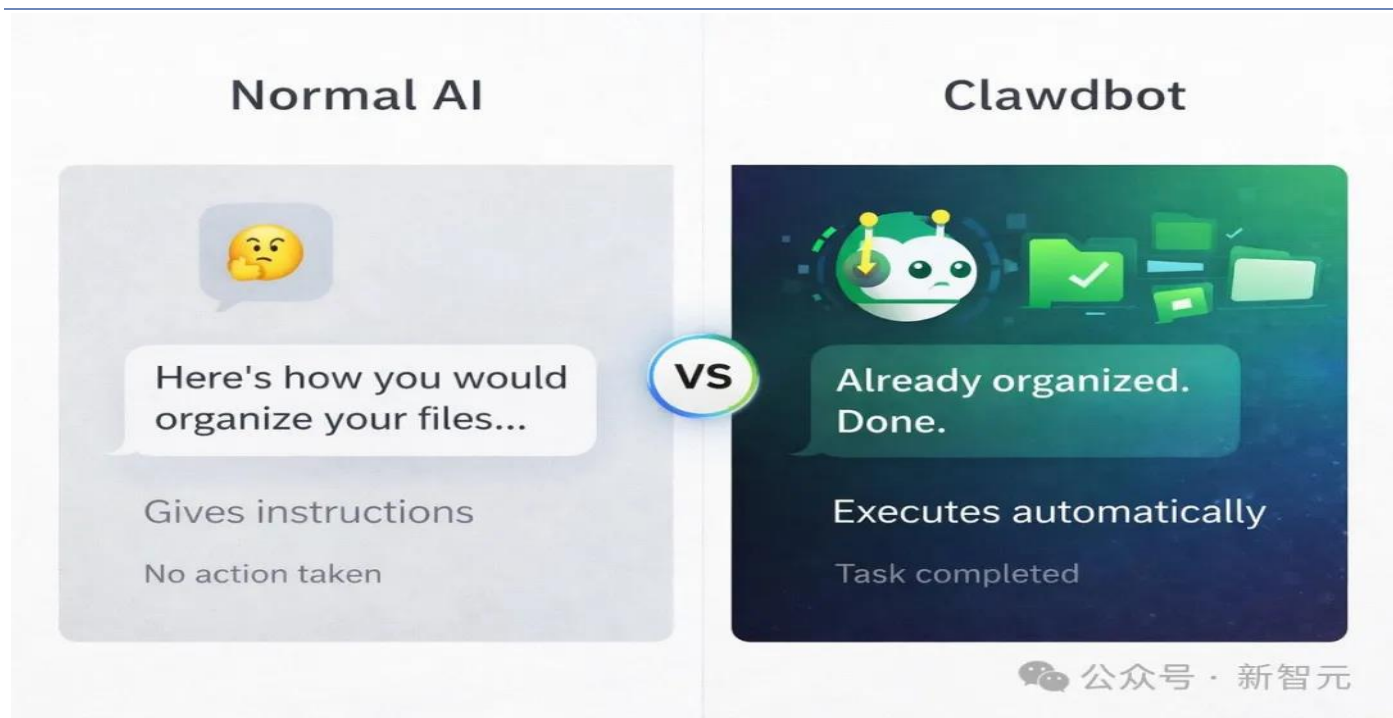 Normal AI
Clawdbot
Here's how you would
organize your files...
Gives instructions
No action taken
VS
Already organized.
Done.
Executes automatically
Task completed
公众号 · 新智元